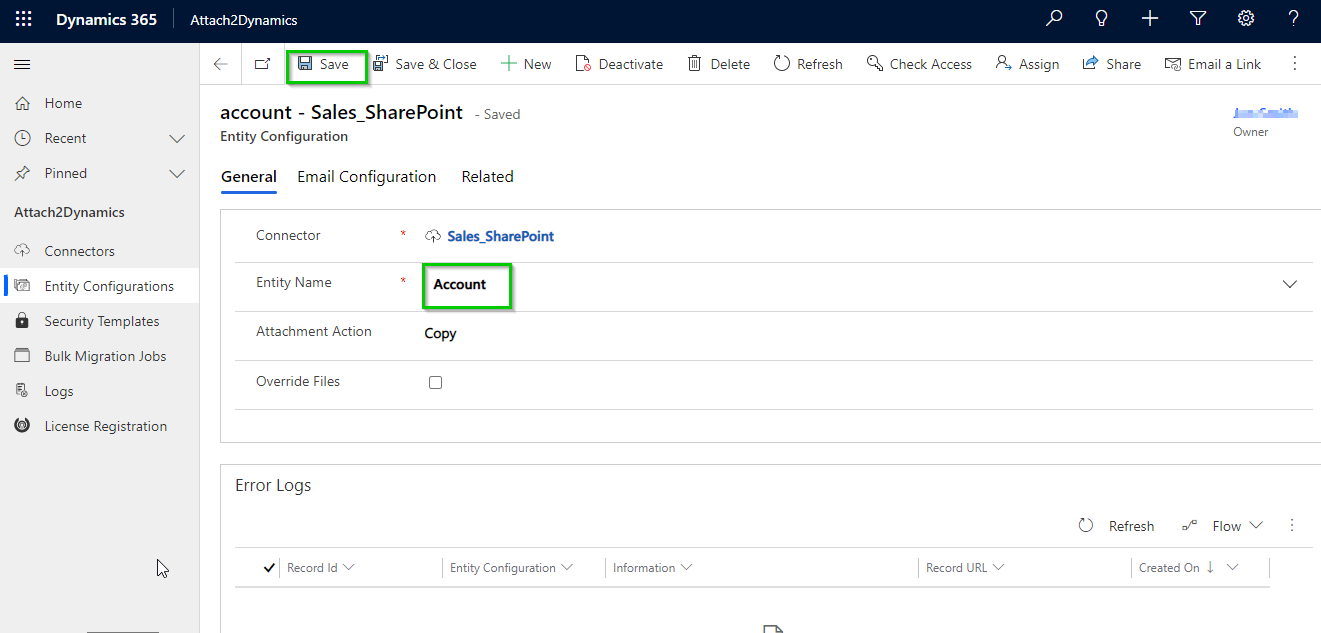 Dynamics 365 Attach2Dynamics
Save Save & Close New Deactivate Delete Refresh Check Access Assign Share Email a Link
Home
Recent
Pinned
Attach2Dynamics
Connectors
Entity Configurations
Security Templates
Bulk Migration Jobs
Logs
License Registration
account - Sales_SharePoint - Saved
Entity Configuration
Owner
General Email Configuration Related
Connector * Sales_SharePoint
Entity Name * Account
Attachment Action Copy
Override Files
Error Logs
Refresh Flow
Record Id Entity Configuration Information Record URL Created On